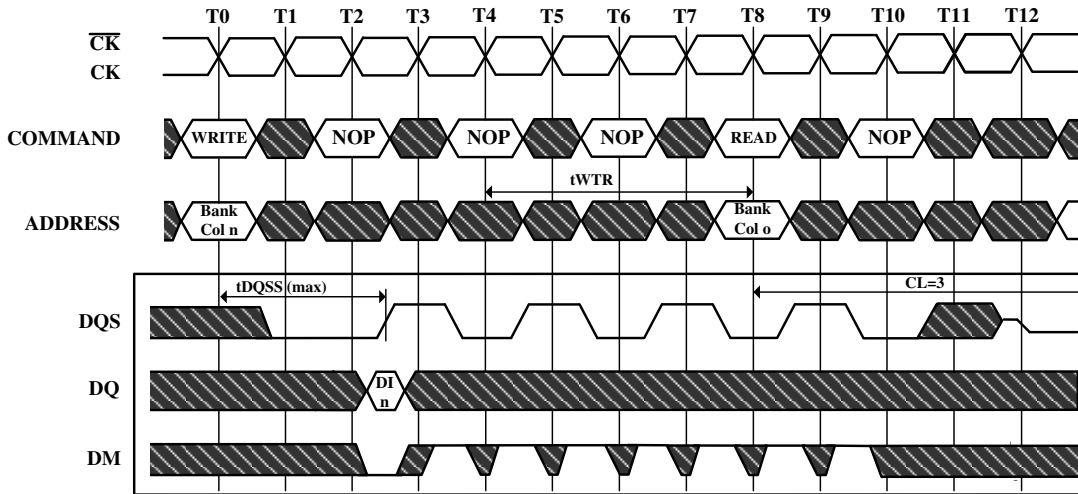 T0 T1 T2 T3 T4 T5 T6 T7 T8 T9 T10 T11 T12
CK
CK
COMMAND WRITE NOP NOP NOP READ NOP
tWTR
ADDRESS Bank Col n Bank Col o
tDQSS (max) CL=3
DQS
DQ DI n
DM